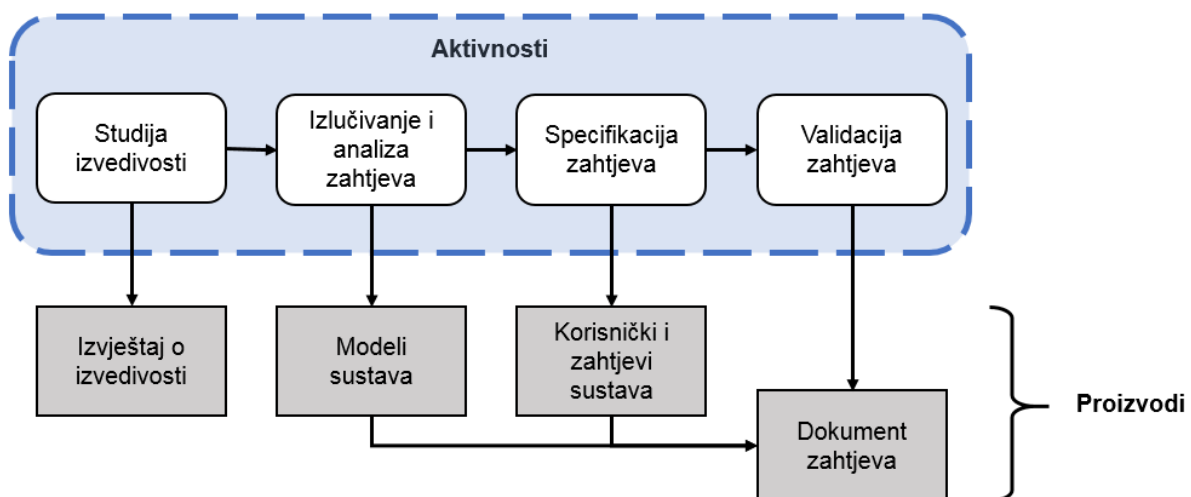 Aktivnosti
Studija
izvedivosti
Izlučivanje i
analiza
zahtjeva
Specifikacija
zahtjeva
Validacija
zahtjeva
Izvještaj o
izvedivosti
Modeli
sustava
Korisnički i
zahtjevi
sustava
Dokument
zahtjeva
Proizvodi